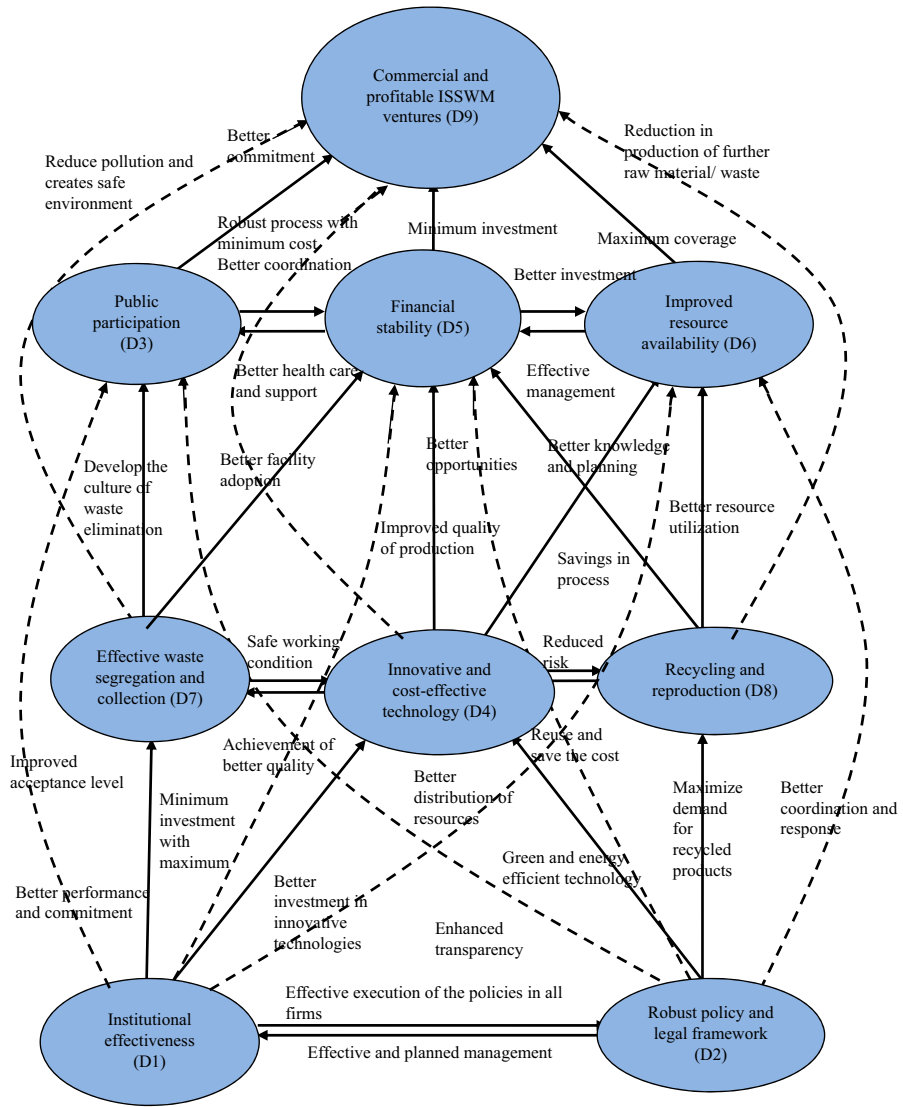 Commercial and
profitable ISSWM
ventures (D9)
Better
commitment
Reduction in
production of further
raw material/ waste
Reduce pollution and
creates safe
environment
Robust process with
minimum cost
Better coordination
Minimum investment
Maximum coverage
Better investment
Public
participation
(D3)
Financial
stability (D5)
Improved
resource
availability (D6)
Better health care
and support
Effective
management
Better facility
adoption
Better
opportunities
Better knowledge
and planning
Develop the
culture of
waste
elimination
Improved quality
of production
Better resource
utilization
Savings in
process
Safe working
condition
Reduced
risk
Effective waste
segregation and
collection (D7)
Innovative and
cost-effective
technology (D4)
Recycling and
reproduction (D8)
Achievement of
better quality
Reuse and
save the cost
Improved
acceptance level
Minimum
investment
with
maximum
Better
distribution of
resources
Maximize
demand
for
recycled
products
Better
coordination and
response
Green and energy
efficient technology
Better performance
and commitment
Better
investment in
innovative
technologies
Enhanced
transparency
Effective execution of the policies in all
firms
Effective and planned management
Institutional
effectiveness
(D1)
Robust policy and
legal framework
(D2)